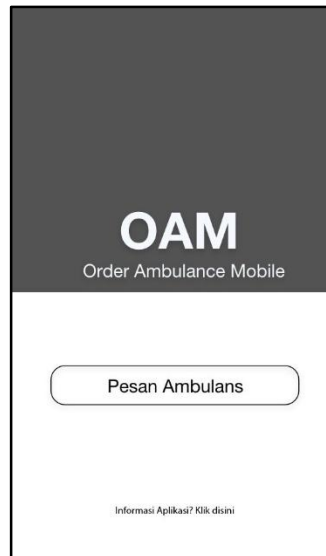 OAM
Order Ambulance Mobile
Pesan Ambulans
Informasi Aplikasi? Klik disini